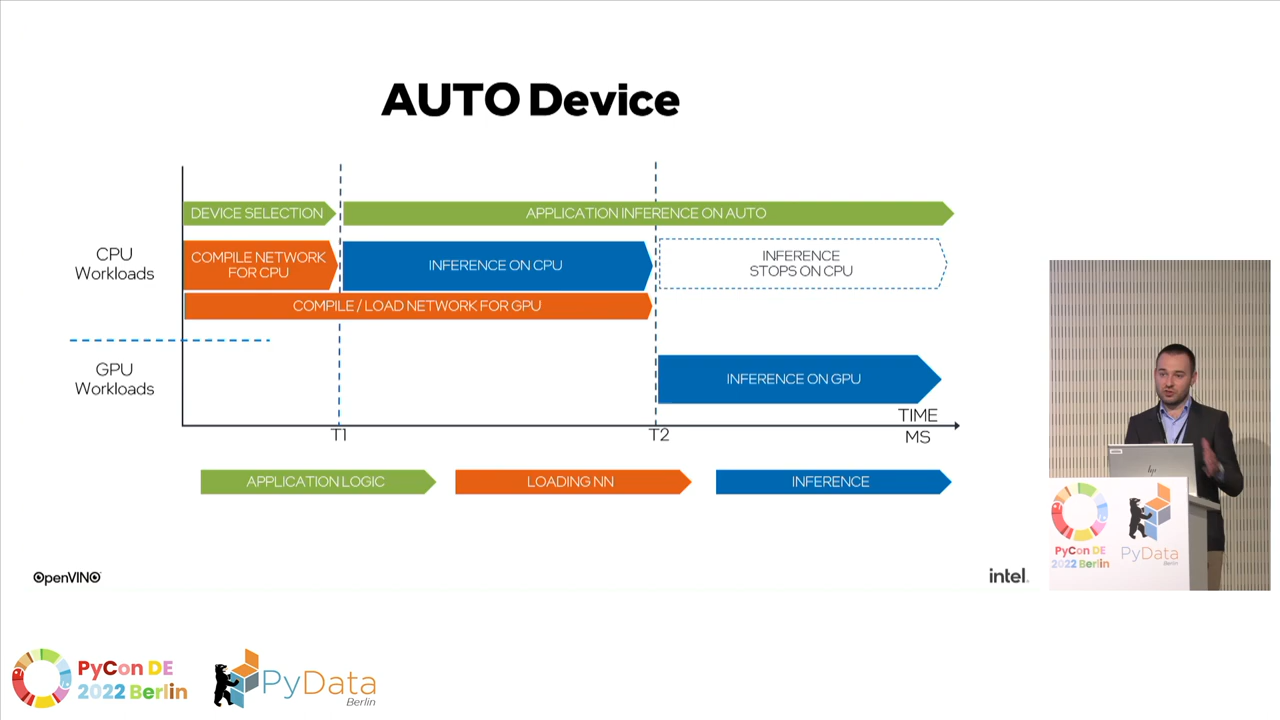 AUTO Device
DEVICE SELECTION
APPLICATION INFERENCE ON AUTO
CPU
Workloads
COMPILE NETWORK
FOR CPU
INFERENCE ON CPU
INFERENCE
STOPS ON CPU
COMPILE / LOAD NETWORK FOR GPU
GPU
Workloads
INFERENCE ON GPU
TIME
MS
T1
T2
APPLICATION LOGIC
LOADING NN
INFERENCE
OpenVINO
intel.
hp
PyCon DE
2022 Berlin
PyData
Berlin
PyCon DE
2022 Berlin
PyData
Berlin